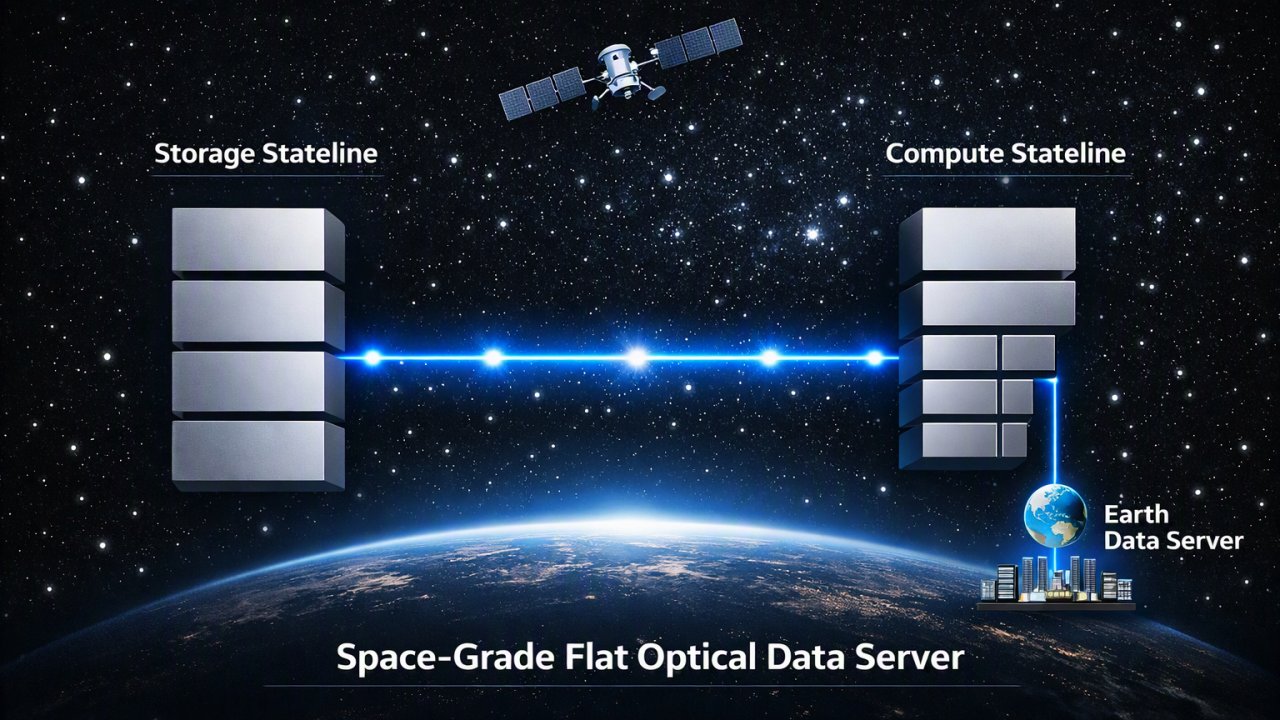 Storage Stateline
Compute Stateline
Earth
Data Server
Space-Grade Flat Optical Data Server